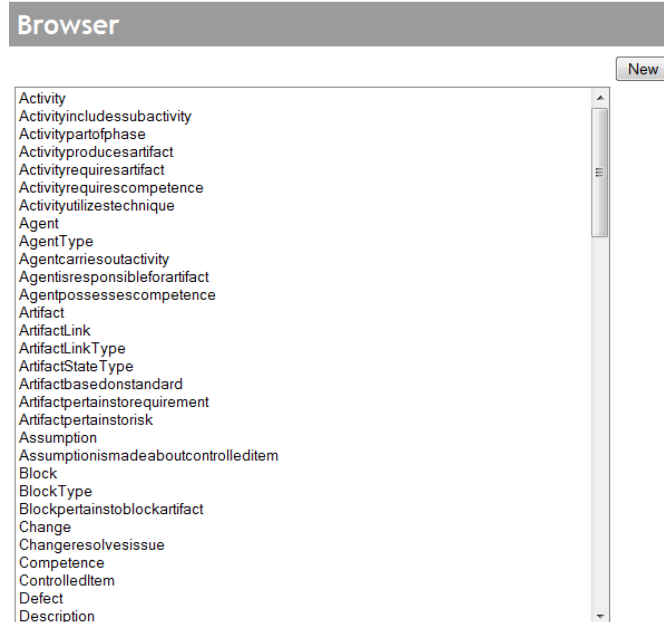 Browser
New
Activity
Activityincludessubactivity
Activitypartofphase
Activityproducesartifact
Activityrequiresartifact
Activityrequirescompetence
Activityutilizestechnique
Agent
AgentType
Agentcarriesoutactivity
Agentisresponsibleforartifact
Agentpossessescompetence
Artifact
ArtifactLink
ArtifactLinkType
ArtifactStateType
Artifactbasedonstandard
Artifactpertainstorequirement
Artifactpertainstorisk
Assumption
Assumptionismadeaboutcontrolleditem
Block
BlockType
Blockpertainstoblockartifact
Change
Changeresolvesissue
Competence
ControlledItem
Defect
Description